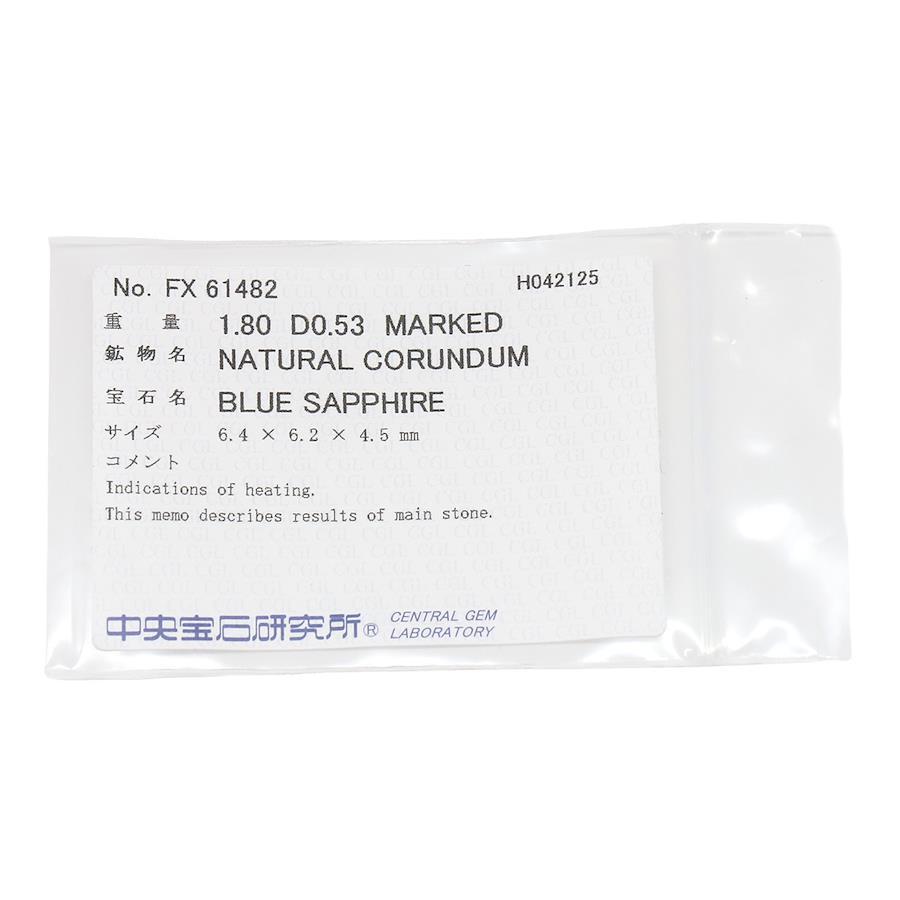 No. FX 61482 H042125
重量 1.80 D0.53 MARKED
鉱物名 NATURAL CORUNDUM
宝石名 BLUE SAPPHIRE
サイズ 6.4 × 6.2 × 4.5 mm
コメント
Indications of heating.
This memo describes results of main stone.
中央宝石研究所® CENTRAL GEM
LABORATORY